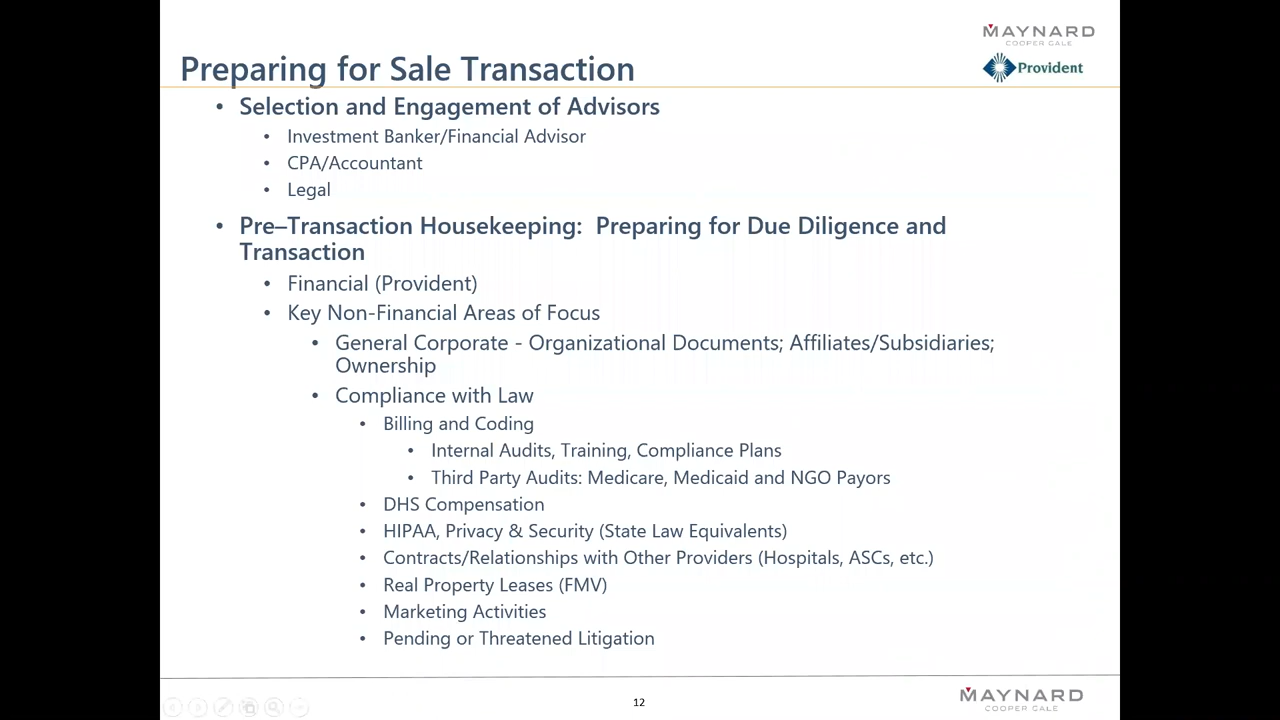 MAYNARD
COOPER GALE
Provident
Preparing for Sale Transaction
• Selection and Engagement of Advisors
• Investment Banker/Financial Advisor
• CPA/Accountant
• Legal
• Pre–Transaction Housekeeping: Preparing for Due Diligence and
Transaction
• Financial (Provident)
• Key Non-Financial Areas of Focus
• General Corporate - Organizational Documents; Affiliates/Subsidiaries;
Ownership
• Compliance with Law
• Billing and Coding
• Internal Audits, Training, Compliance Plans
• Third Party Audits: Medicare, Medicaid and NGO Payors
• DHS Compensation
• HIPAA, Privacy & Security (State Law Equivalents)
• Contracts/Relationships with Other Providers (Hospitals, ASCs, etc.)
• Real Property Leases (FMV)
• Marketing Activities
• Pending or Threatened Litigation
12
MAYNARD
COOPER GALE